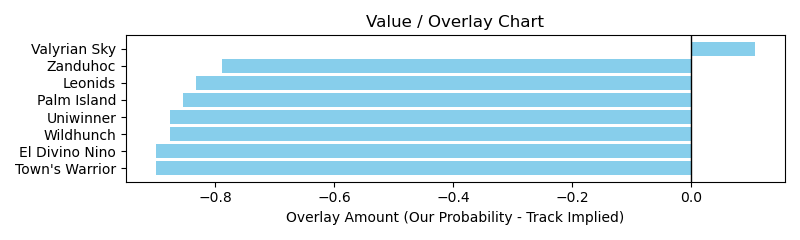 Value / Overlay Chart
Valyrian Sky
Zanduhoc
Leonids
Palm Island
Uniwinner
Wildhunch
El Divino Nino
Town's Warrior
−0.8 −0.6 −0.4 −0.2 0.0
Overlay Amount (Our Probability - Track Implied)